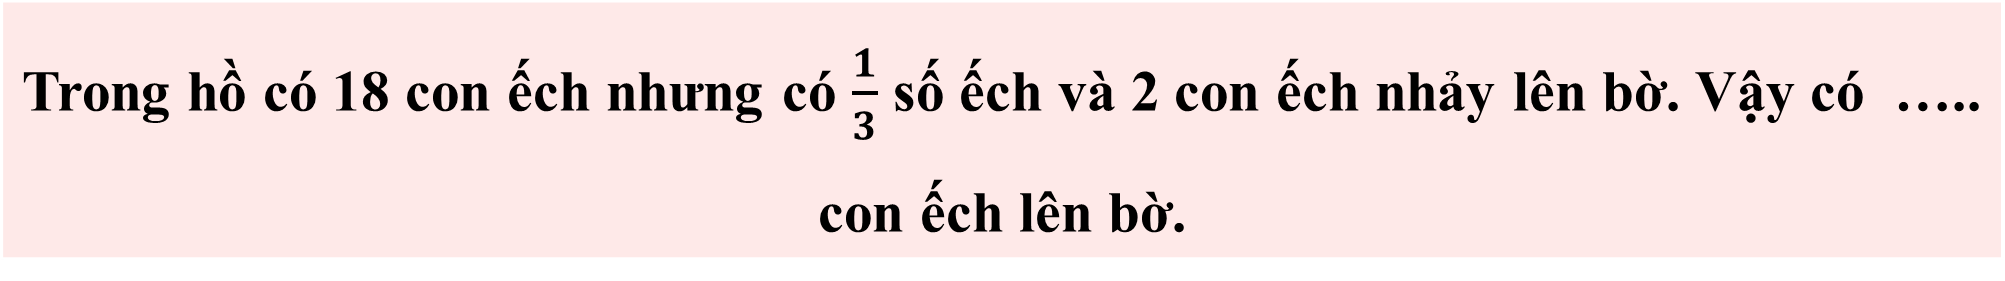 Trong hồ có 18 con ếch nhưng có 1/3 số ếch và 2 con ếch nhảy lên bờ. Vậy có …..
con ếch lên bờ.